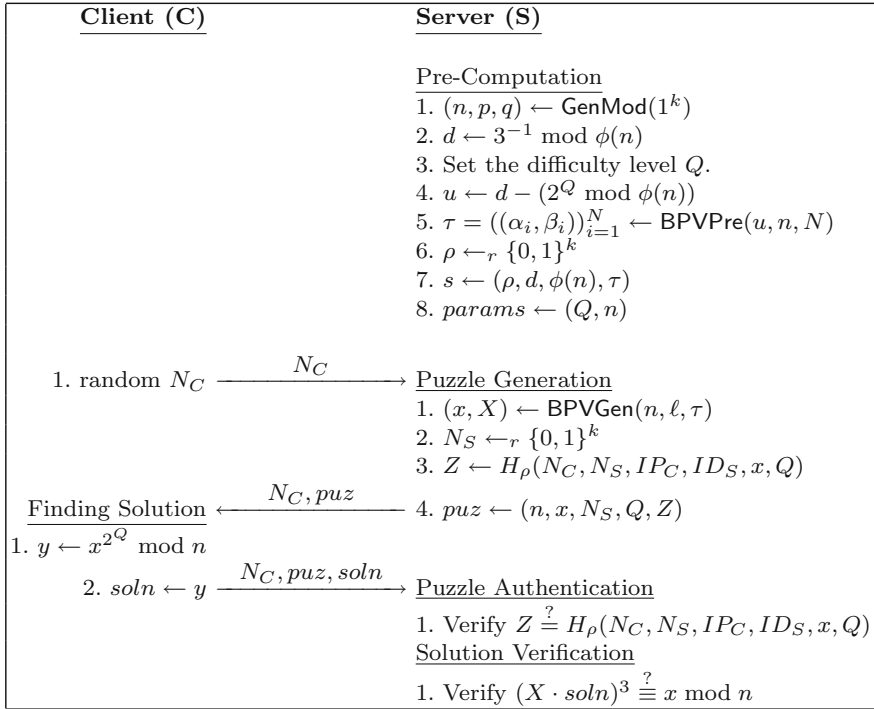 Client (C) Server (S)
Pre-Computation
1. (n, p, q) ← GenMod(1^k)
2. d ← 3^{-1} mod ϕ(n)
3. Set the difficulty level Q.
4. u ← d − (2^Q mod ϕ(n))
5. τ = ((α_i, β_i))_{i=1}^N ← BPVPre(u, n, N)
6. ρ ←_r {0, 1}^k
7. s ← (ρ, d, ϕ(n), τ)
8. params ← (Q, n)
1. random N_C N_C Puzzle Generation
1. (x, X) ← BPVGen(n, ℓ, τ)
2. N_S ←_r {0, 1}^k
3. Z ← H_ρ(N_C, N_S, IP_C, ID_S, x, Q)
Finding Solution N_C, puz 4. puz ← (n, x, N_S, Q, Z)
1. y ← x^{2^Q} mod n
2. soln ← y N_C, puz, soln Puzzle Authentication
1. Verify Z ?= H_ρ(N_C, N_S, IP_C, ID_S, x, Q)
Solution Verification
1. Verify (X · soln)^3 ?≡ x mod n